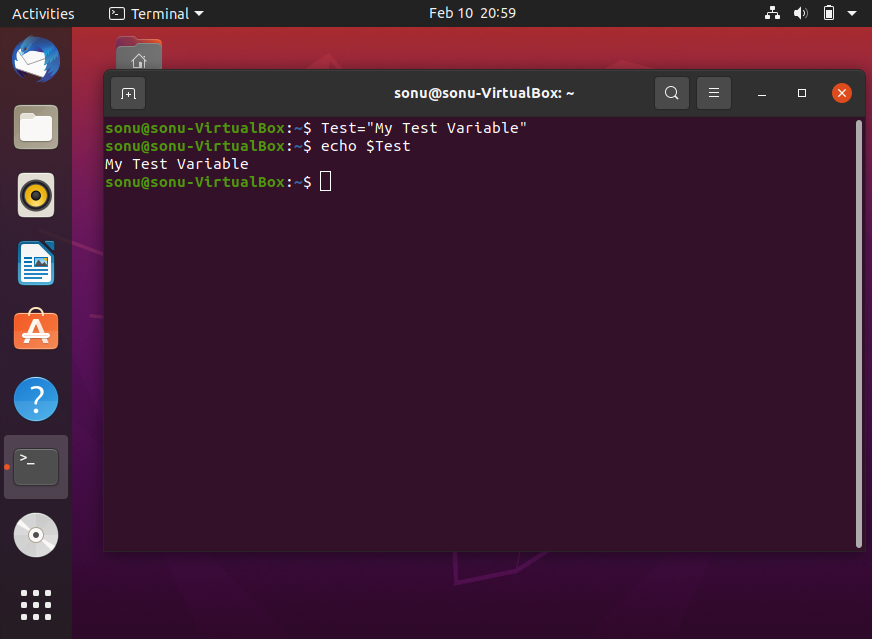 Activities Terminal Feb 10 20:59
sonu@sonu-VirtualBox: ~
sonu@sonu-VirtualBox:~$ Test="My Test Variable"
sonu@sonu-VirtualBox:~$ echo $Test
My Test Variable
sonu@sonu-VirtualBox:~$